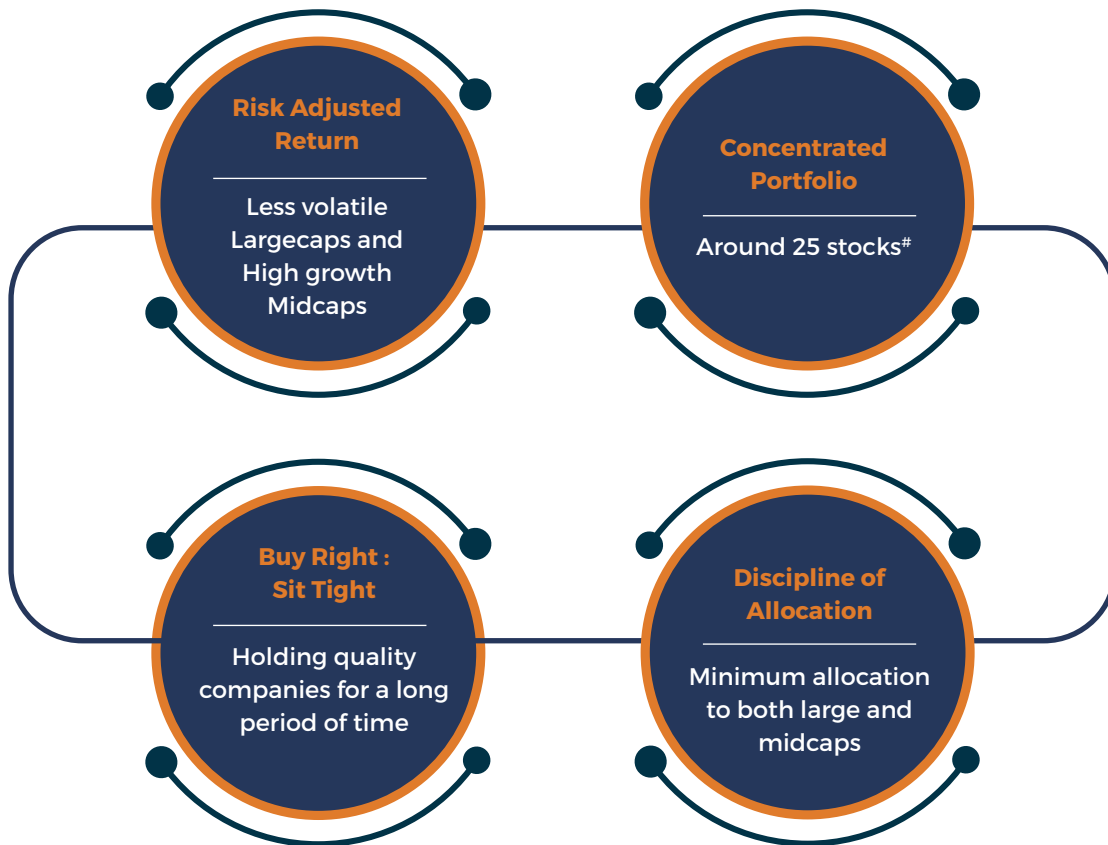 Risk Adjusted
Return
Less volatile
Largecaps and
High growth
Midcaps
Concentrated
Portfolio
Around 25 stocks#
Buy Right :
Sit Tight
Holding quality
companies for a long
period of time
Discipline of
Allocation
Minimum allocation
to both large and
midcaps